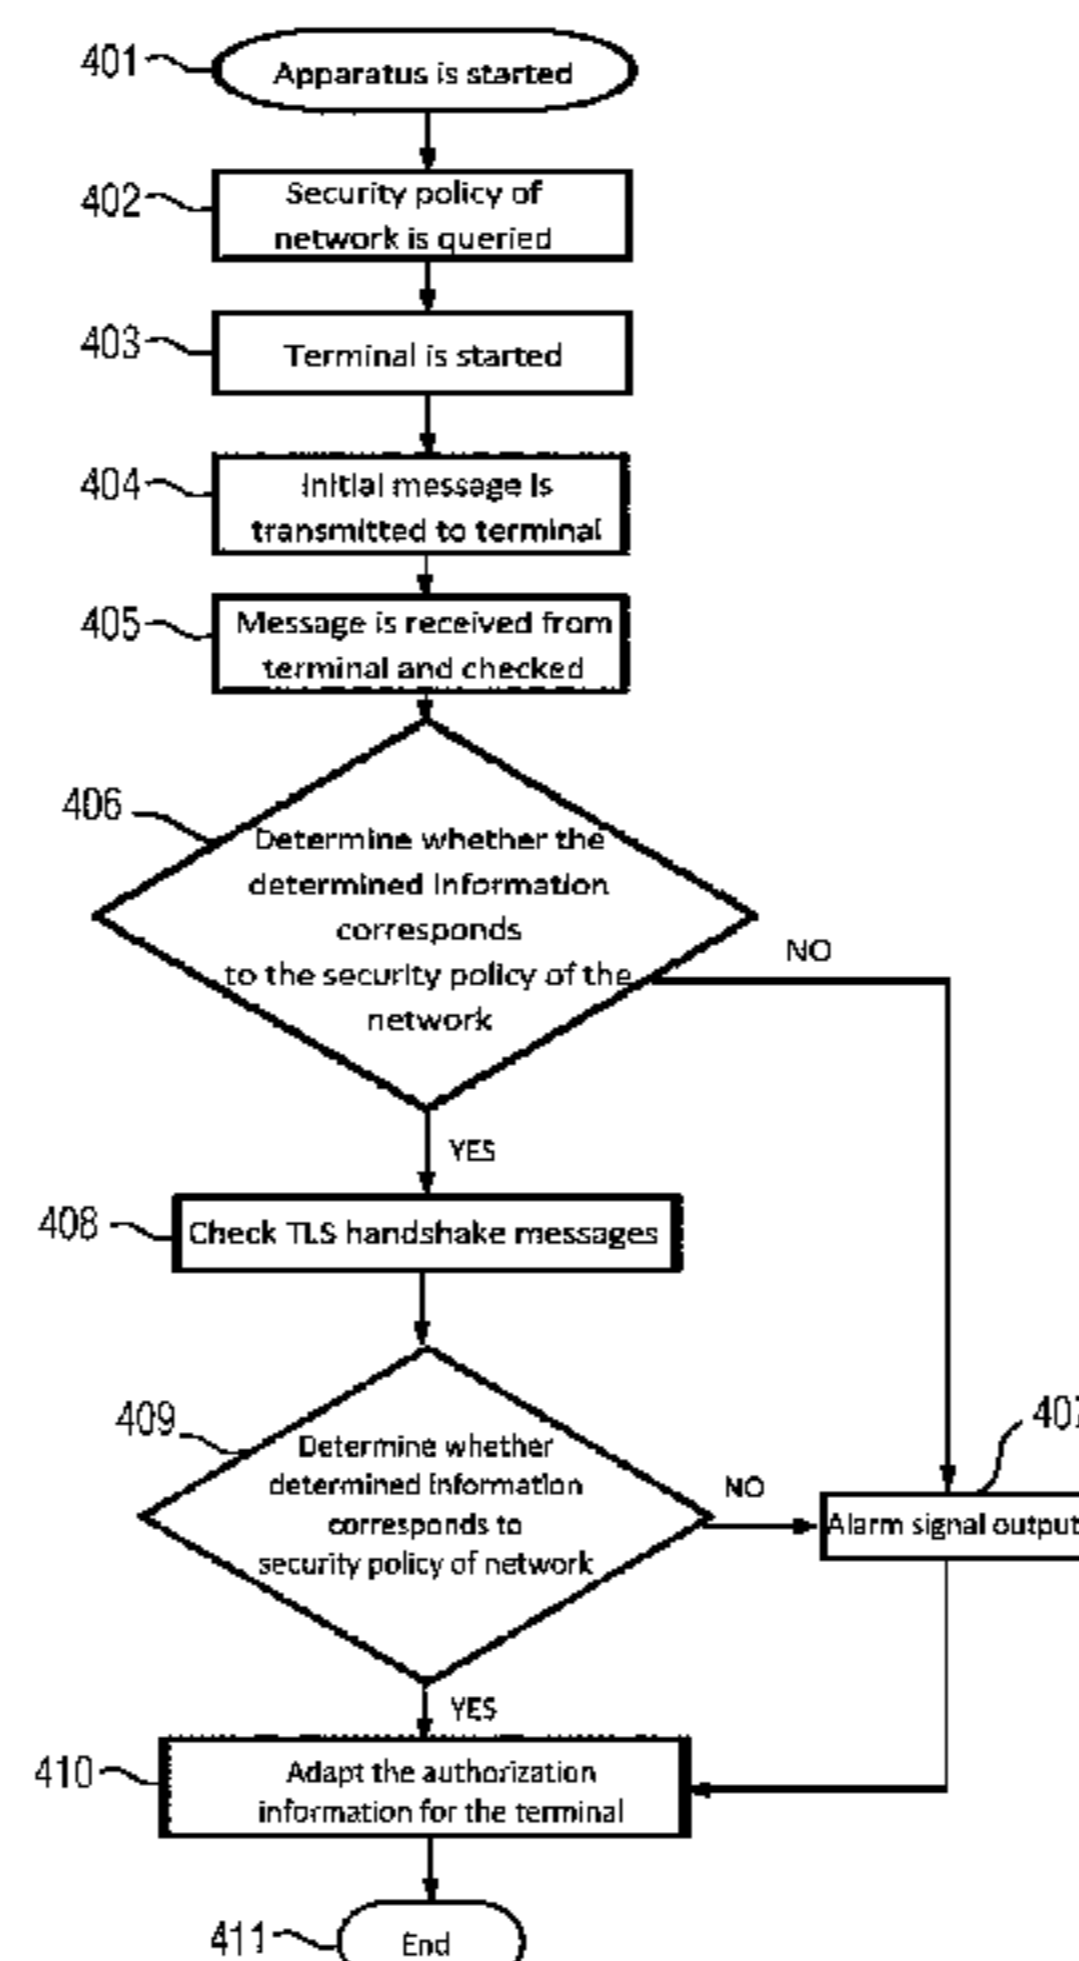 401
Apparatus is started
402
Security policy of
network is queried
403
Terminal is started
404
Initial message is
transmitted to terminal
405
Message is received from
terminal and checked
406
Determine whether the
determined information
corresponds
to the security policy of the
network
NO
YES
408
Check TLS handshake messages
409
Determine whether
determined information
corresponds to
security policy of network
NO
407
Alarm signal output
YES
410
Adapt the authorization
information for the terminal
411
End